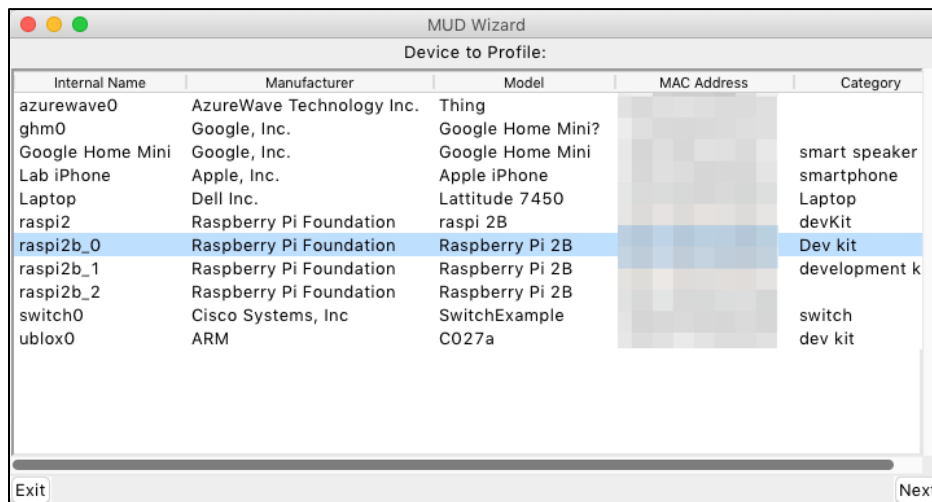 MUD Wizard
Device to Profile:
Internal Name Manufacturer Model MAC Address Category
azurewave0 AzureWave Technology Inc. Thing
ghm0 Google, Inc. Google Home Mini?
Google Home Mini Google, Inc. Google Home Mini smart speaker
Lab iPhone Apple, Inc. Apple iPhone smartphone
Laptop Dell Inc. Lattitude 7450 Laptop
raspi2 Raspberry Pi Foundation raspi 2B devKit
raspi2b_0 Raspberry Pi Foundation Raspberry Pi 2B Dev kit
raspi2b_1 Raspberry Pi Foundation Raspberry Pi 2B development k
raspi2b_2 Raspberry Pi Foundation Raspberry Pi 2B
switch0 Cisco Systems, Inc SwitchExample switch
ublox0 ARM C027a dev kit
Exit Next